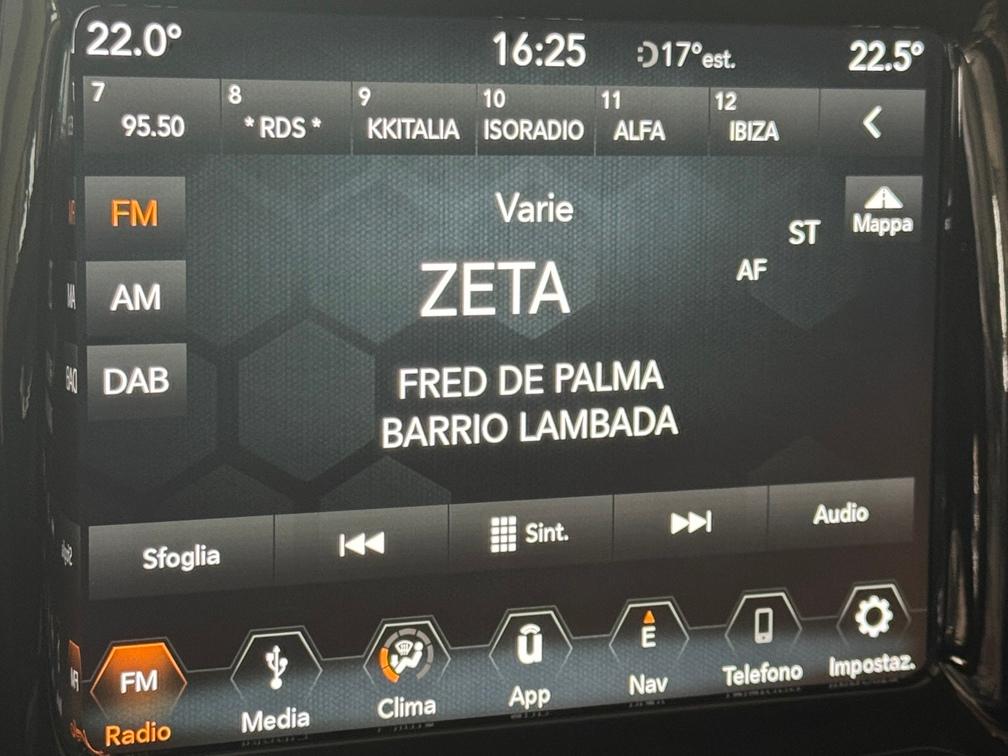 22.0° 16:25 17°est. 22.5°
7 8 9 10 11 12
95.50 *RDS* KKITALIA ISORADIO ALFA IBIZA
FM Varie ST Mappa
AM ZETA AF
DAB FRED DE PALMA
BARRIO LAMBADA
Sfoglia Sint. Audio
FM E
Radio Media Clima App Nav Telefono Impostaz.